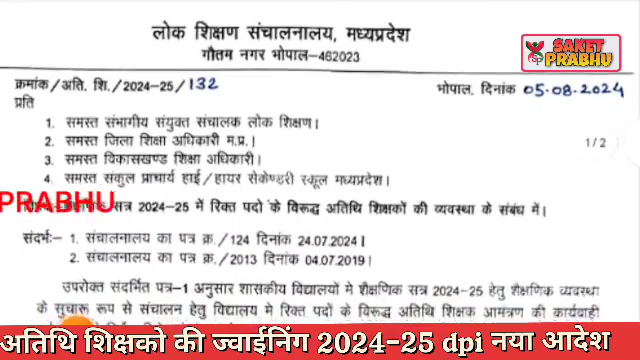 लोक शिक्षण संचालनालय, मध्यप्रदेश
गौतम नगर भोपाल-462023
SAKET
PRABHU
क्रमांक/अति. शि./2024-25/132 भोपाल, दिनांक 05.08.2024
प्रति
1. समस्त संभागीय संयुक्त संचालक लोक शिक्षण।
2. समस्त जिला शिक्षा अधिकारी म.प्र.।
1/2
3. समस्त विकासखण्ड शिक्षा अधिकारी।
4. समस्त संकुल प्राचार्य हाई/हायर सेकेण्डरी स्कूल मध्यप्रदेश।
PRABHU
सत्र 2024-25 में रिक्त पदो के विरूद्ध अतिथि शिक्षकों की व्यवस्था के संबंध में।
संदर्भः- 1. संचालनालय का पत्र क्र./124 दिनांक 24.07.2024।
2. संचालनालय का पत्र क्र./2013 दिनांक 04.07.2019।
उपरोक्त संदर्भित पत्र-1 अनुसार शासकीय विद्यालयों मे शैक्षणिक सत्र 2024-25 हेतु शैक्षणिक व्यवस्था
के सुचारू रूप से संचालन हेतु विद्यालय मे रिक्त पदों के विरूद्ध अतिथि शिक्षक आमत्रण की कार्यवाही
अतिथि शिक्षको की ज्वाईनिंग 2024-25 dpi नया आदेश